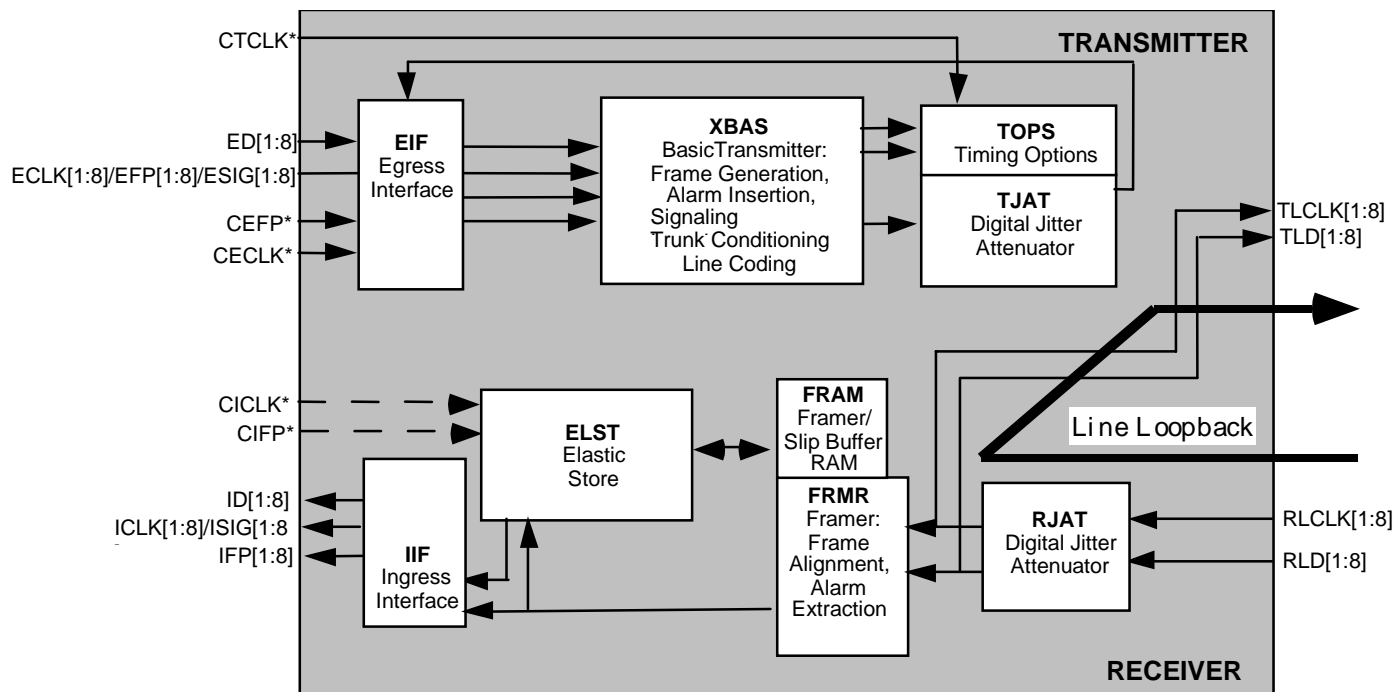 CTCLK*
TRANSMITTER
ED[1:8]
ECLK[1:8]/EFP[1:8]/ESIG[1:8]
CEFP*
CECLK*
EIF
Egress
Interface
XBAS
BasicTransmitter:
Frame Generation,
Alarm Insertion,
Signaling
Trunk Conditioning
Line Coding
TOPS
Timing Options
TJAT
Digital Jitter
Attenuator
TLCLK[1:8]
TLD[1:8]
CICLK*
CIFP*
ELST
Elastic
Store
FRAM
Framer/
Slip Buffer
RAM
Line Loopback
ID[1:8]
ICLK[1:8]/ISIG[1:8
IFP[1:8]
IIF
Ingress
Interface
FRMR
Framer:
Frame
Alignment,
Alarm
Extraction
RJAT
Digital Jitter
Attenuator
RLCLK[1:8]
RLD[1:8]
RECEIVER